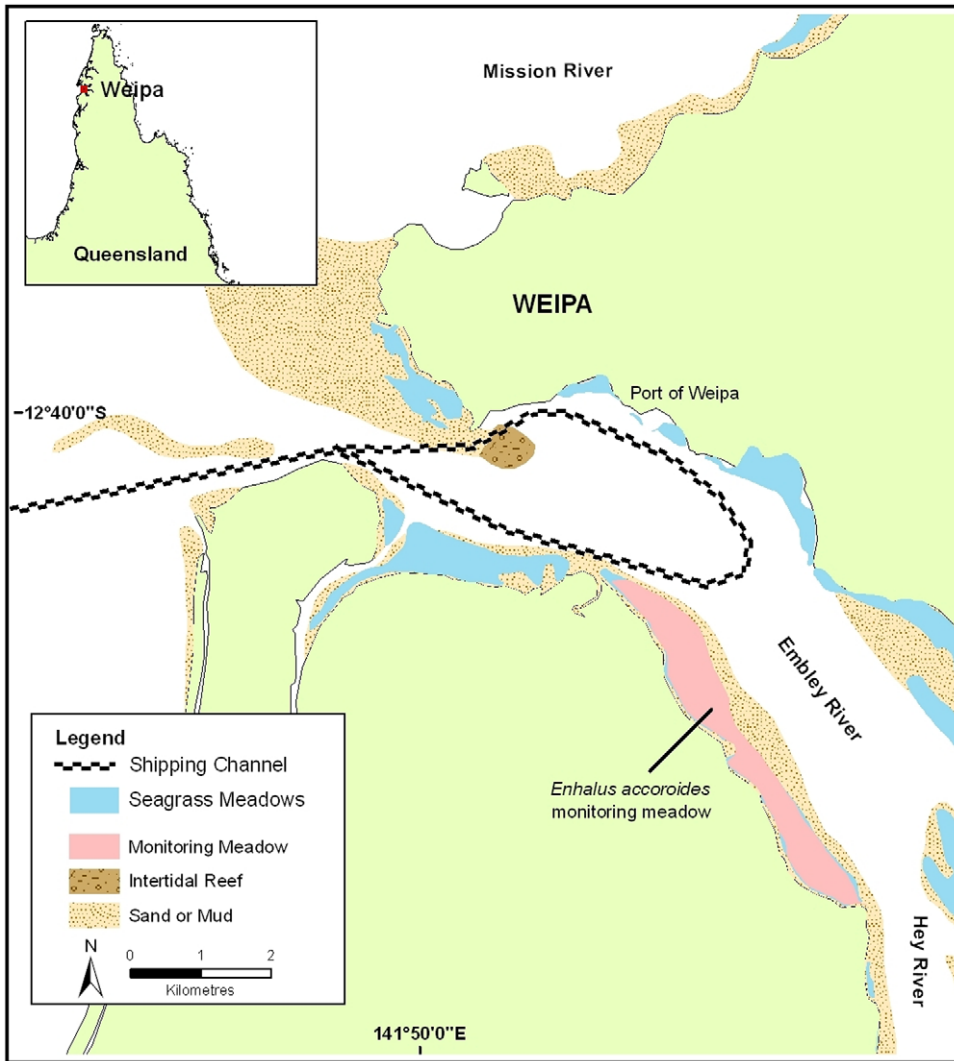 Weipa
Queensland
Mission River
WEIPA
Port of Weipa
–12°40'0"S
Embley River
Enhalus accoroides
monitoring meadow
Hey River
Legend
Shipping Channel
Seagrass Meadows
Monitoring Meadow
Intertidal Reef
Sand or Mud
N
0 1 2
Kilometres
141°50'0"E